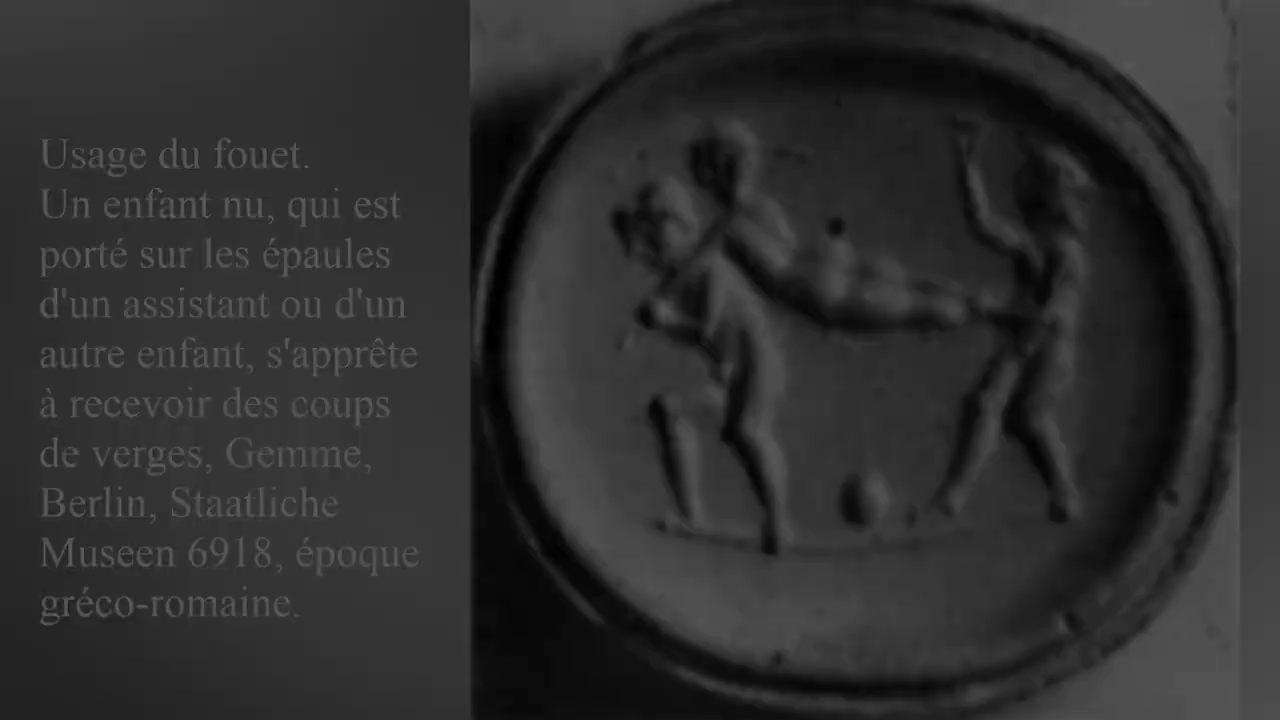 Usage du fouet.
Un enfant nu, qui est
porté sur les épaules
d'un assistant ou d'un
autre enfant, s'apprête
à recevoir des coups
de verges, Gemme,
Berlin, Staatliche
Museen 6918, époque
gréco-romaine.